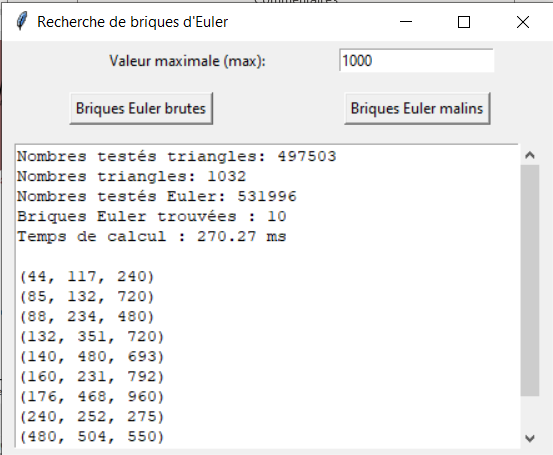 Recherche de briques d'Euler
Valeur maximale (max): 1000
Briques Euler brutes Briques Euler malins
Nombres testés triangles: 497503
Nombres triangles: 1032
Nombres testés Euler: 531996
Briques Euler trouvées : 10
Temps de calcul : 270.27 ms
(44, 117, 240)
(85, 132, 720)
(88, 234, 480)
(132, 351, 720)
(140, 480, 693)
(160, 231, 792)
(176, 468, 960)
(240, 252, 275)
(480, 504, 550)